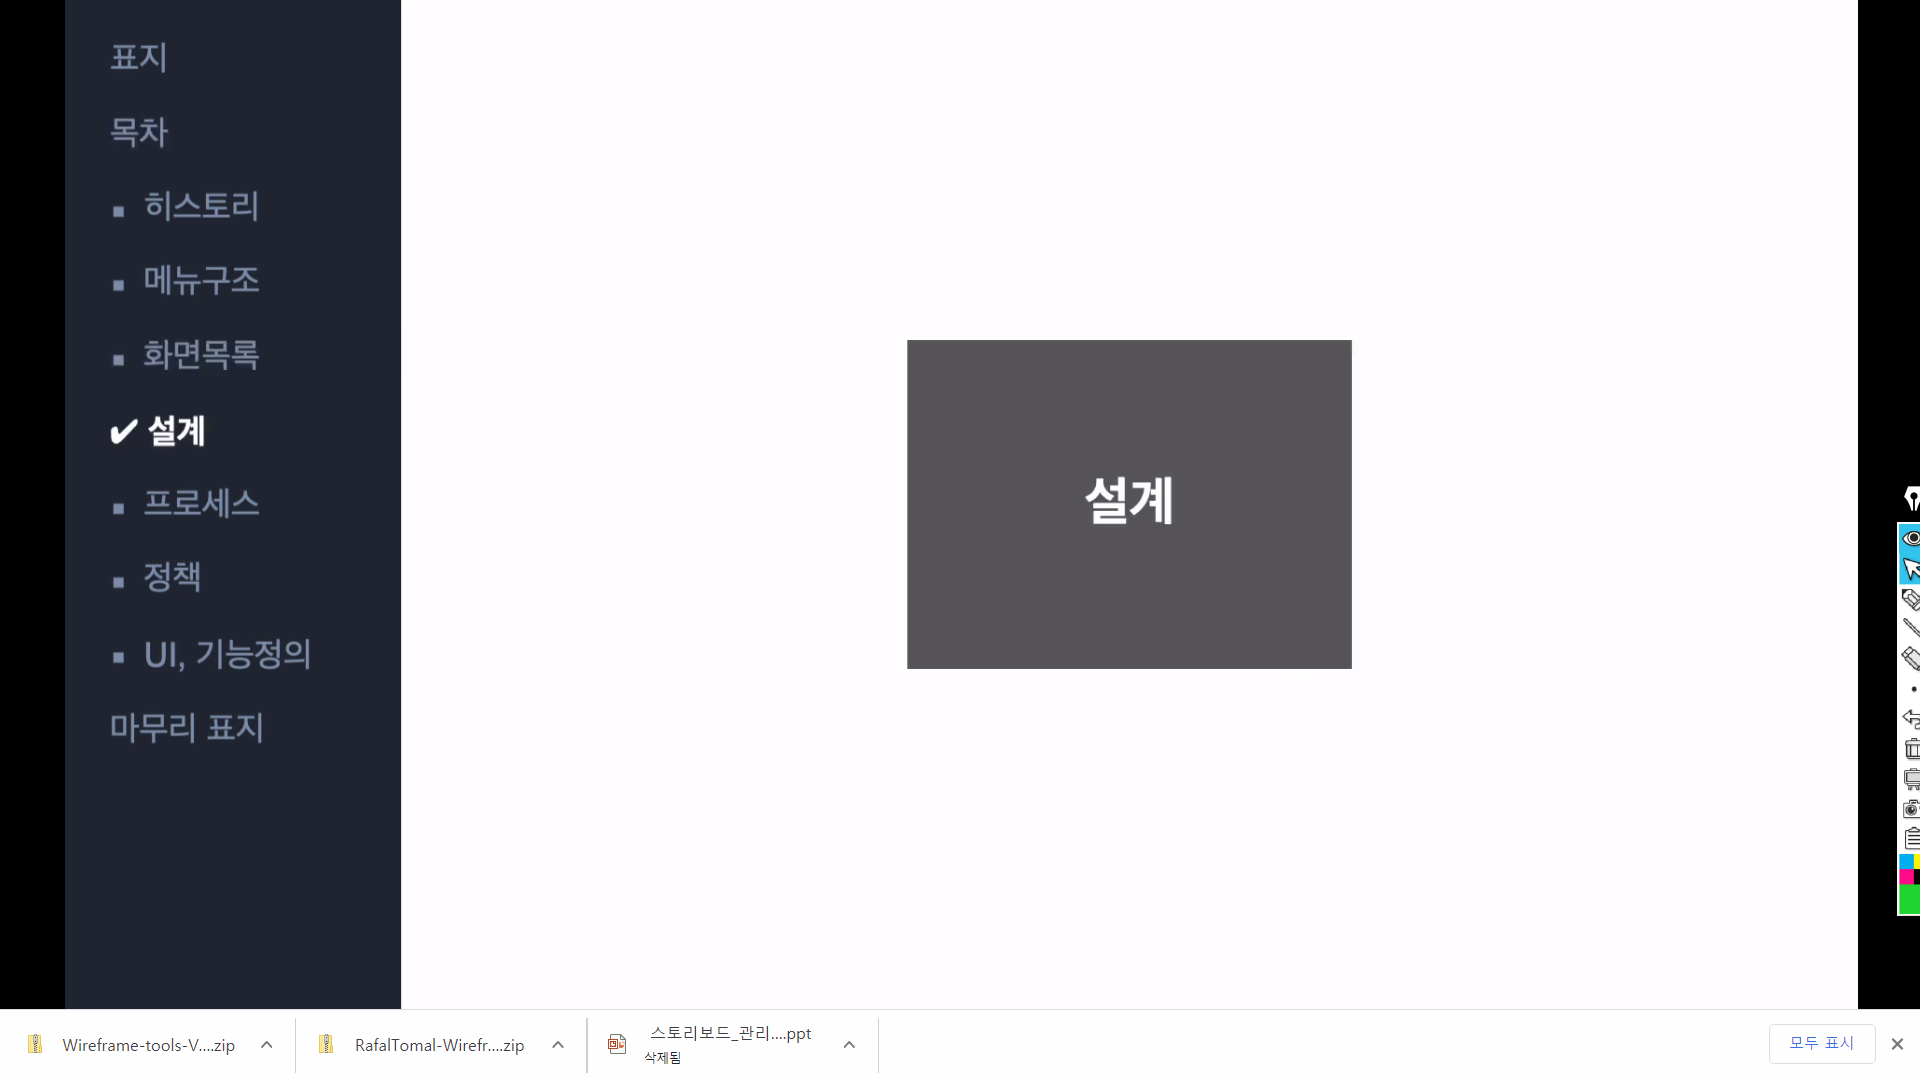 표지
목차
▪ 히스토리
▪ 메뉴구조
▪ 화면목록
✔ 설계
▪ 프로세스
▪ 정책
▪ UI, 기능정의
마무리 표지
설계
Wireframe-tools-V....zip
RafalTomal-Wirefr....zip
스토리보드_관리....ppt
삭제됨
모두 표시